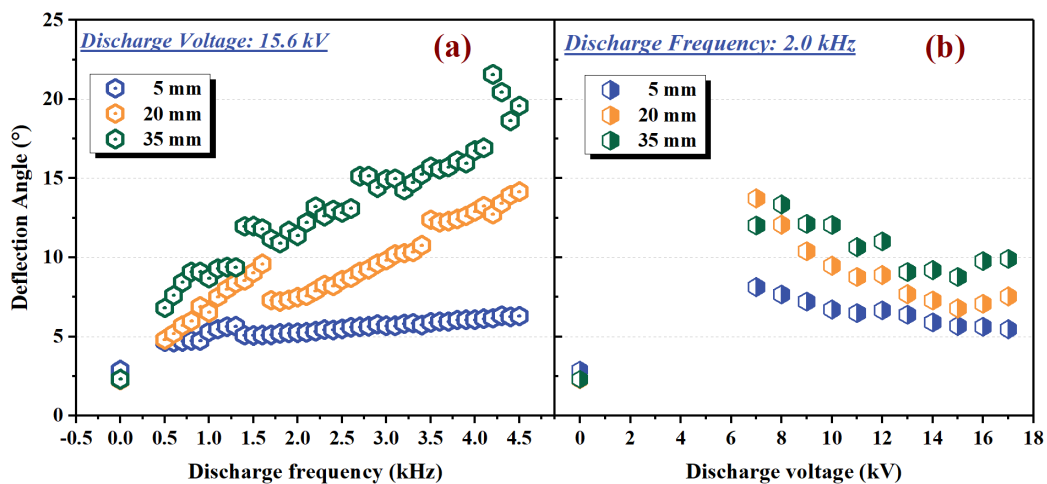 Discharge Voltage: 15.6 kV
(a)
5 mm
20 mm
35 mm
Discharge Frequency: 2.0 kHz
(b)
5 mm
20 mm
35 mm
Deflection Angle (°)
25
20
15
10
5
0
-0.5 0.0 0.5 1.0 1.5 2.0 2.5 3.0 3.5 4.0 4.5
0 2 4 6 8 10 12 14 16 18
Discharge frequency (kHz)
Discharge voltage (kV)